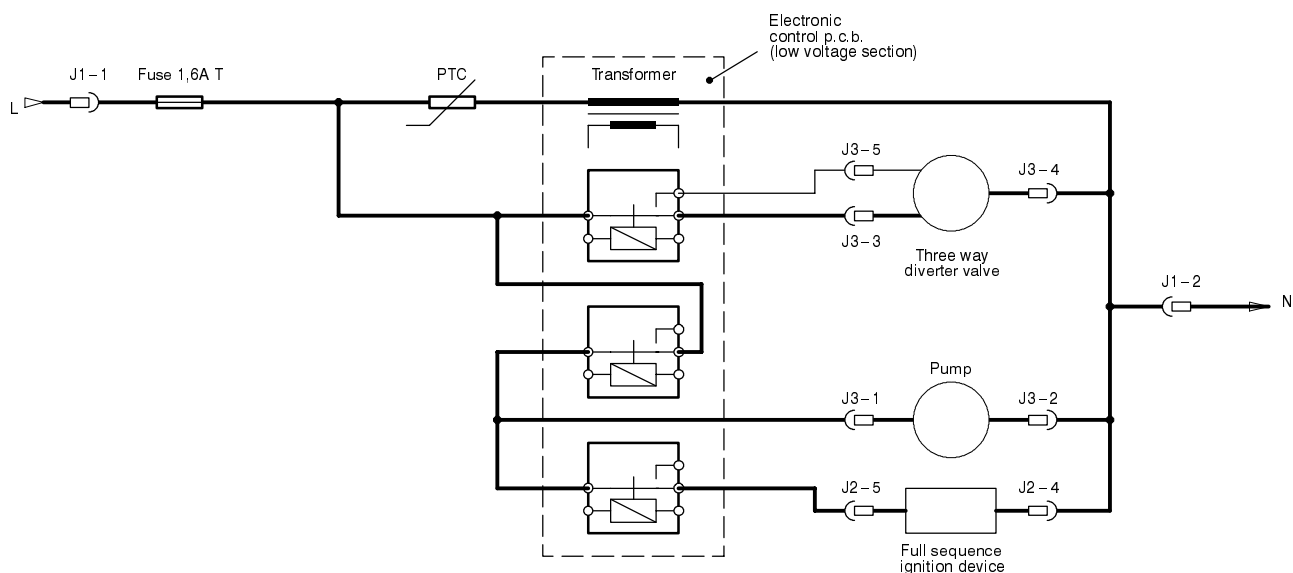 Electronic
control p.c.b.
(low voltage section)
J1-1
Fuse 1,6A T
PTC
Transformer
L
J3-5
J3-4
J3-3
Three way
diverter valve
J1-2
N
Pump
J3-1
J3-2
J2-5
J2-4
Full sequence
ignition device